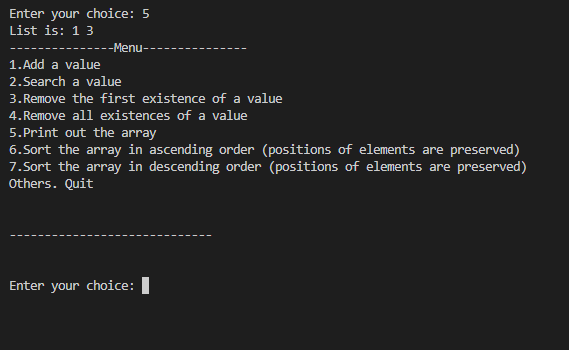 Enter your choice: 5
List is: 1 3
---------------Menu---------------
1.Add a value
2.Search a value
3.Remove the first existence of a value
4.Remove all existences of a value
5.Print out the array
6.Sort the array in ascending order (positions of elements are preserved)
7.Sort the array in descending order (positions of elements are preserved)
Others. Quit
-----------------------------
Enter your choice: